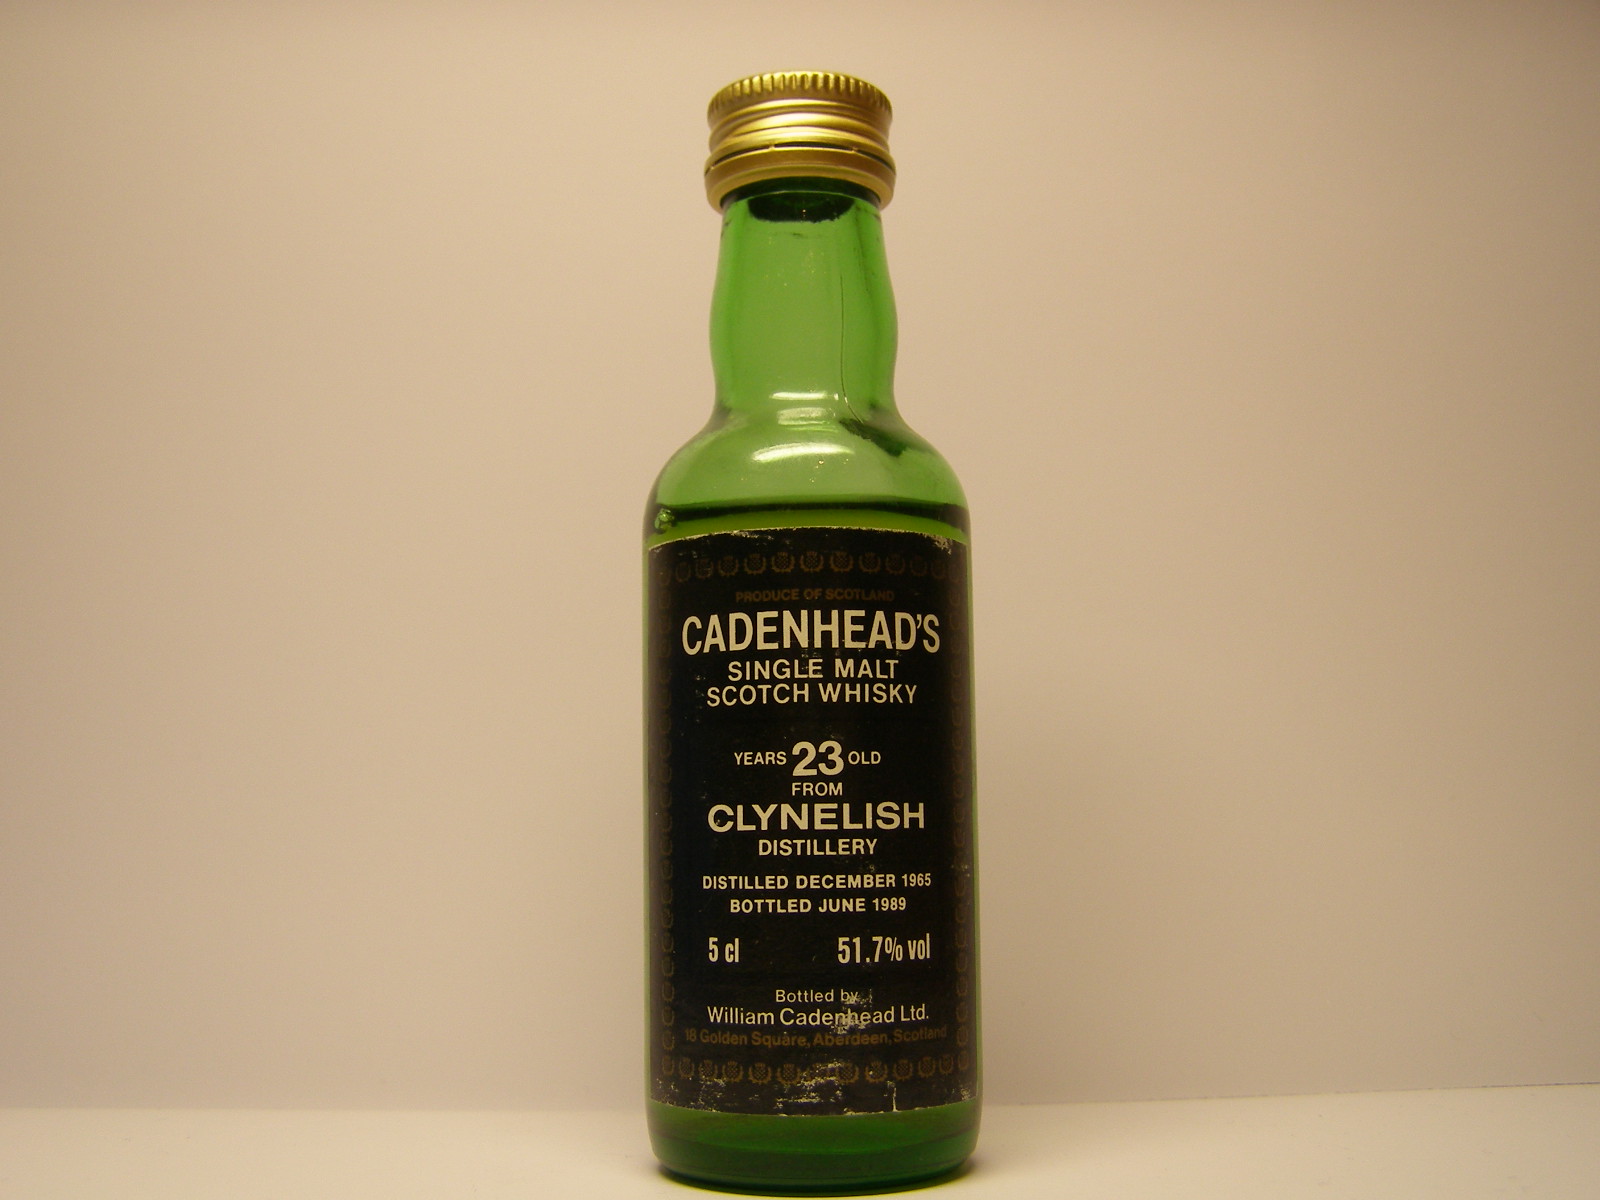 PRODUCE OF SCOTLAND
CADENHEAD'S
SINGLE MALT
SCOTCH WHISKY
YEARS 23 OLD
FROM
CLYNELISH
DISTILLERY
DISTILLED DECEMBER 1965
BOTTLED JUNE 1989
5 cl 51.7% vol
Bottled by
William Cadenhead Ltd.
18 Golden Square, Aberdeen, Scotland